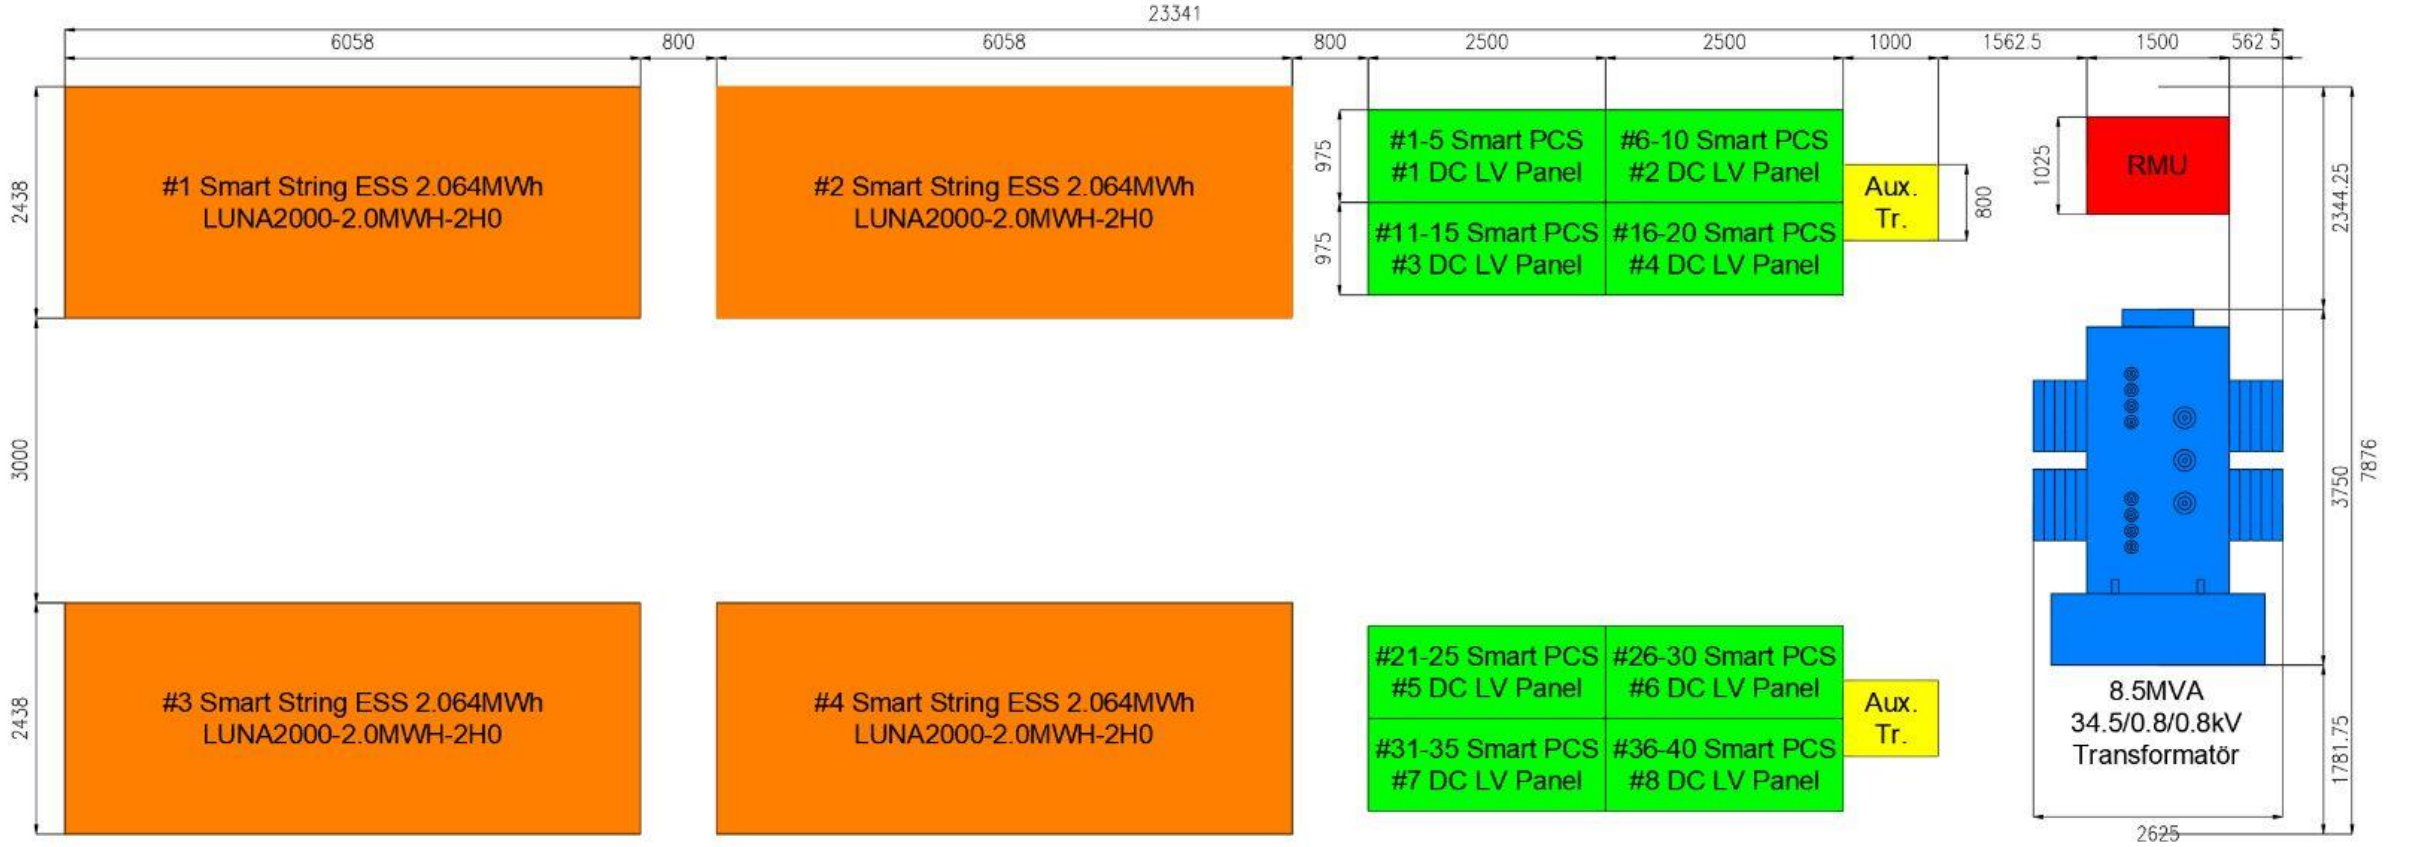 23341
6058
800
6058
800
2500
2500
1000
1562.5
1500
562.5
2438
#1 Smart String ESS 2.064MWh
LUNA2000-2.0MWH-2H0
#2 Smart String ESS 2.064MWh
LUNA2000-2.0MWH-2H0
975
975
#1-5 Smart PCS
#1 DC LV Panel
#6-10 Smart PCS
#2 DC LV Panel
#11-15 Smart PCS
#3 DC LV Panel
#16-20 Smart PCS
#4 DC LV Panel
Aux.
Tr.
800
1025
RMU
2344.25
3000
3750
7876
2438
#3 Smart String ESS 2.064MWh
LUNA2000-2.0MWH-2H0
#4 Smart String ESS 2.064MWh
LUNA2000-2.0MWH-2H0
#21-25 Smart PCS
#5 DC LV Panel
#26-30 Smart PCS
#6 DC LV Panel
#31-35 Smart PCS
#7 DC LV Panel
#36-40 Smart PCS
#8 DC LV Panel
Aux.
Tr.
8.5MVA
34.5/0.8/0.8kV
Transformatör
1781.75
2625